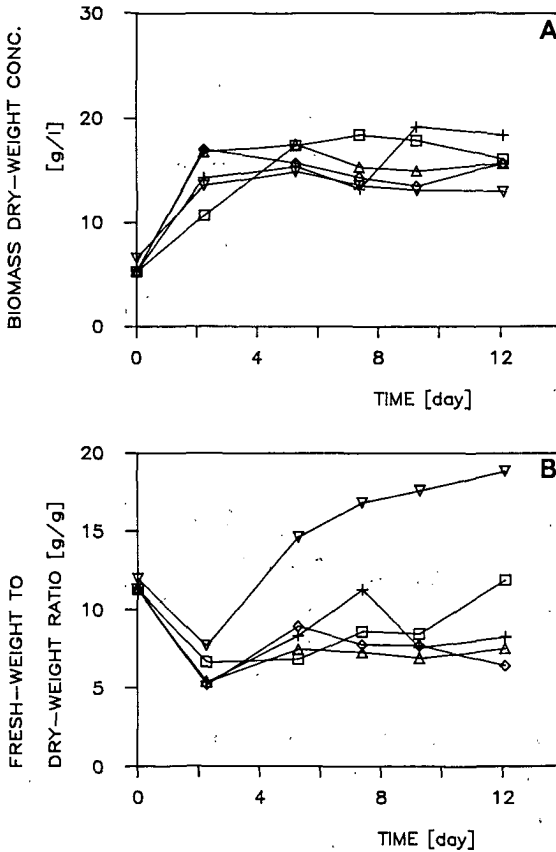 A
BIOMASS DRY-WEIGHT CONC.
[g/l]
30
20
10
0
0 4 8 12
TIME [day]
B
FRESH-WEIGHT TO
DRY-WEIGHT RATIO [g/g]
20
15
10
5
0
0 4 8 12
TIME [day]